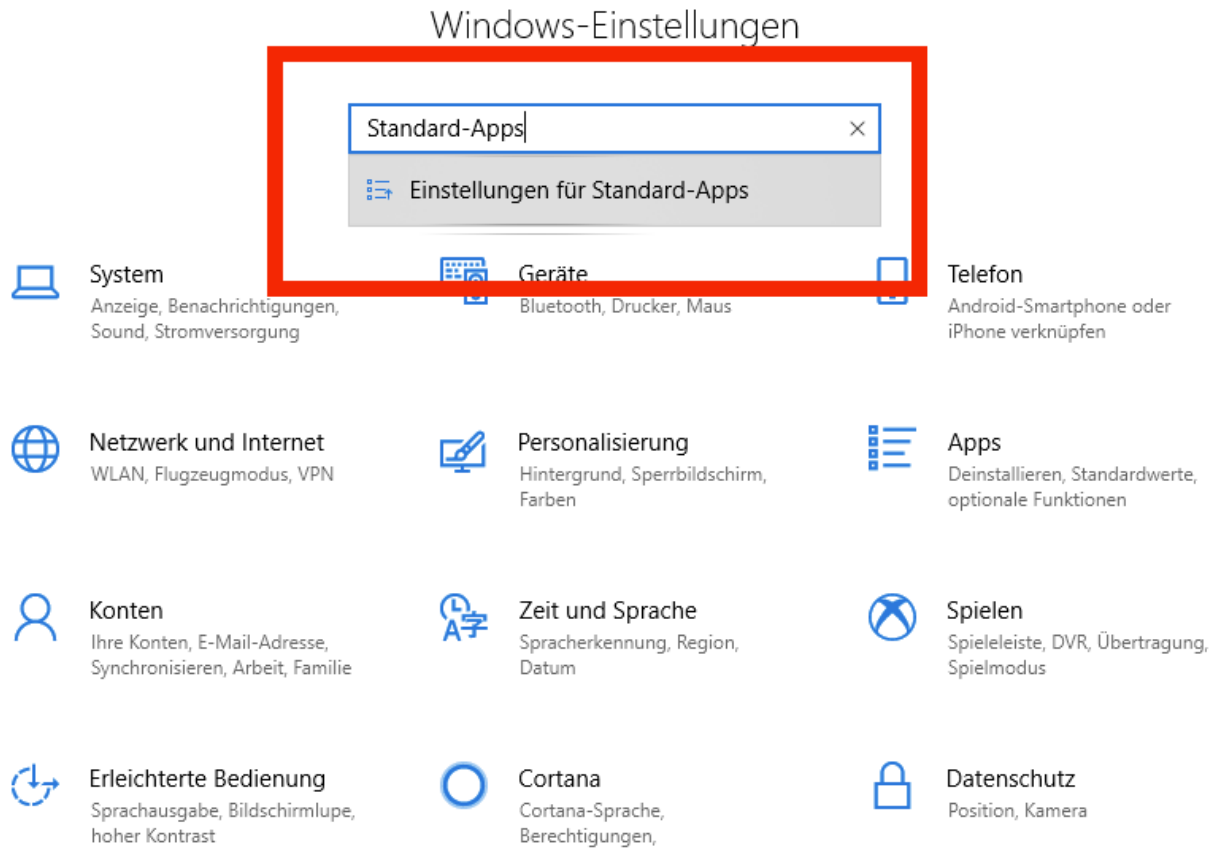 Windows-Einstellungen
Standard-Apps
Einstellungen für Standard-Apps
System
Anzeige, Benachrichtigungen,
Sound, Stromversorgung
Geräte
Bluetooth, Drucker, Maus
Telefon
Android-Smartphone oder
iPhone verknüpfen
Netzwerk und Internet
WLAN, Flugzeugmodus, VPN
Personalisierung
Hintergrund, Sperrbildschirm,
Farben
Apps
Deinstallieren, Standardwerte,
optionale Funktionen
Konten
Ihre Konten, E-Mail-Adresse,
Synchronisieren, Arbeit, Familie
Zeit und Sprache
Spracherkennung, Region,
Datum
Spielen
Spieleleiste, DVR, Übertragung,
Spielmodus
Erleichterte Bedienung
Sprachausgabe, Bildschirmlupe,
hoher Kontrast
Cortana
Cortana-Sprache,
Berechtigungen,
Datenschutz
Position, Kamera